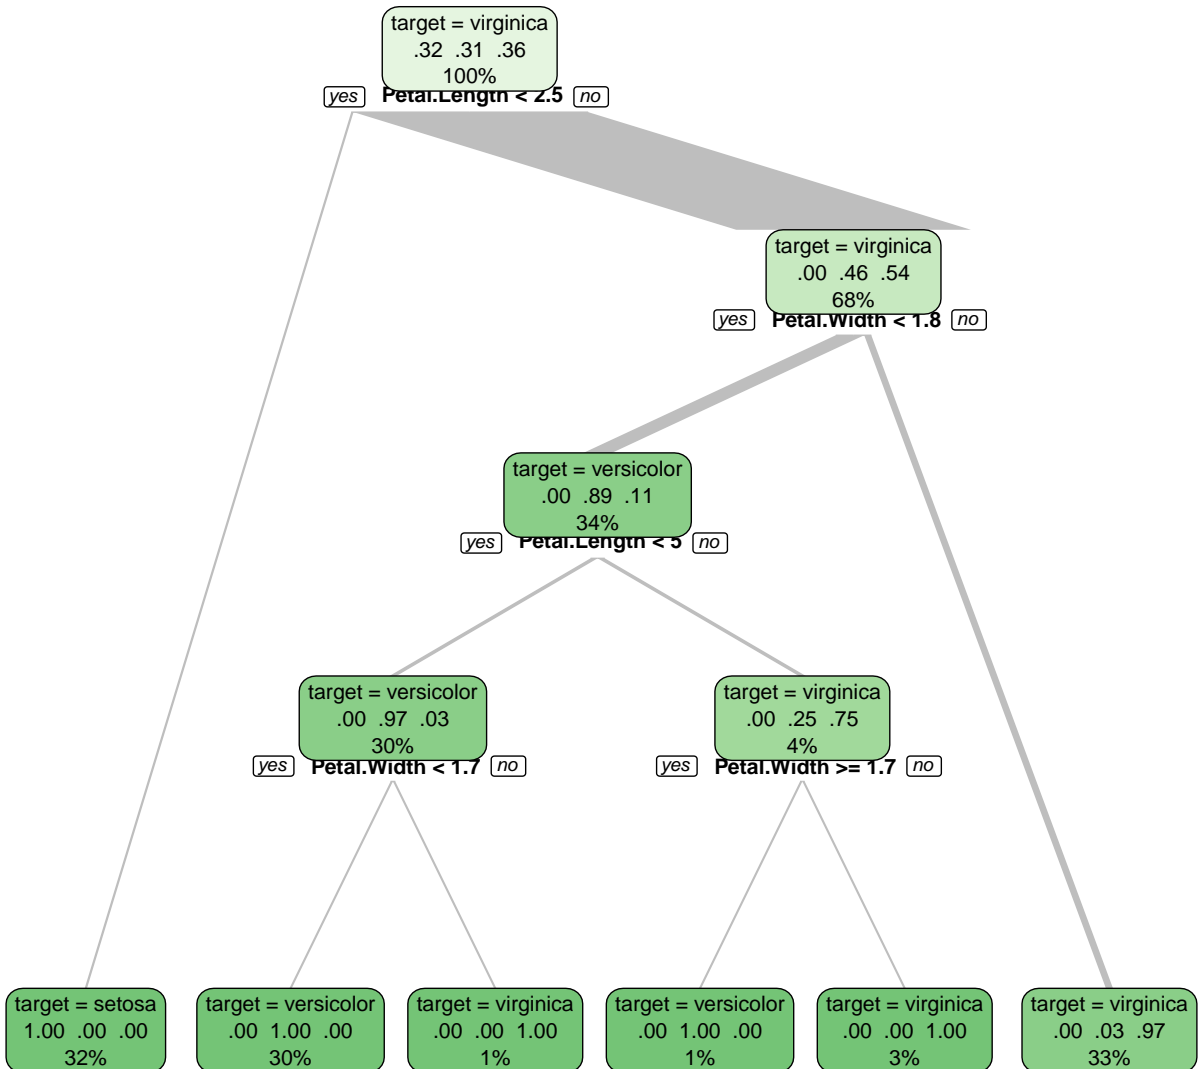 target = virginica
.32 .31 .36
100%
yes Petal.Length < 2.5 no
target = virginica
.00 .46 .54
68%
yes Petal.Width < 1.8 no
target = versicolor
.00 .89 .11
34%
yes Petal.Length < 5 no
target = versicolor
.00 .97 .03
30%
yes Petal.Width < 1.7 no
target = virginica
.00 .25 .75
4%
yes Petal.Width >= 1.7 no
target = setosa
1.00 .00 .00
32%
target = versicolor
.00 1.00 .00
30%
target = virginica
.00 .00 1.00
1%
target = versicolor
.00 1.00 .00
1%
target = virginica
.00 .00 1.00
3%
target = virginica
.00 .03 .97
33%